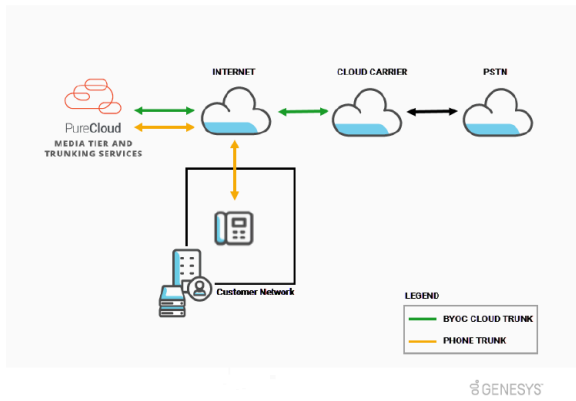 INTERNET
CLOUD CARRIER
PSTN
PureCloud
MEDIA TIER AND
TRUNKING SERVICES
Customer Network
LEGEND
BYOC CLOUD TRUNK
PHONE TRUNK
GENESYS